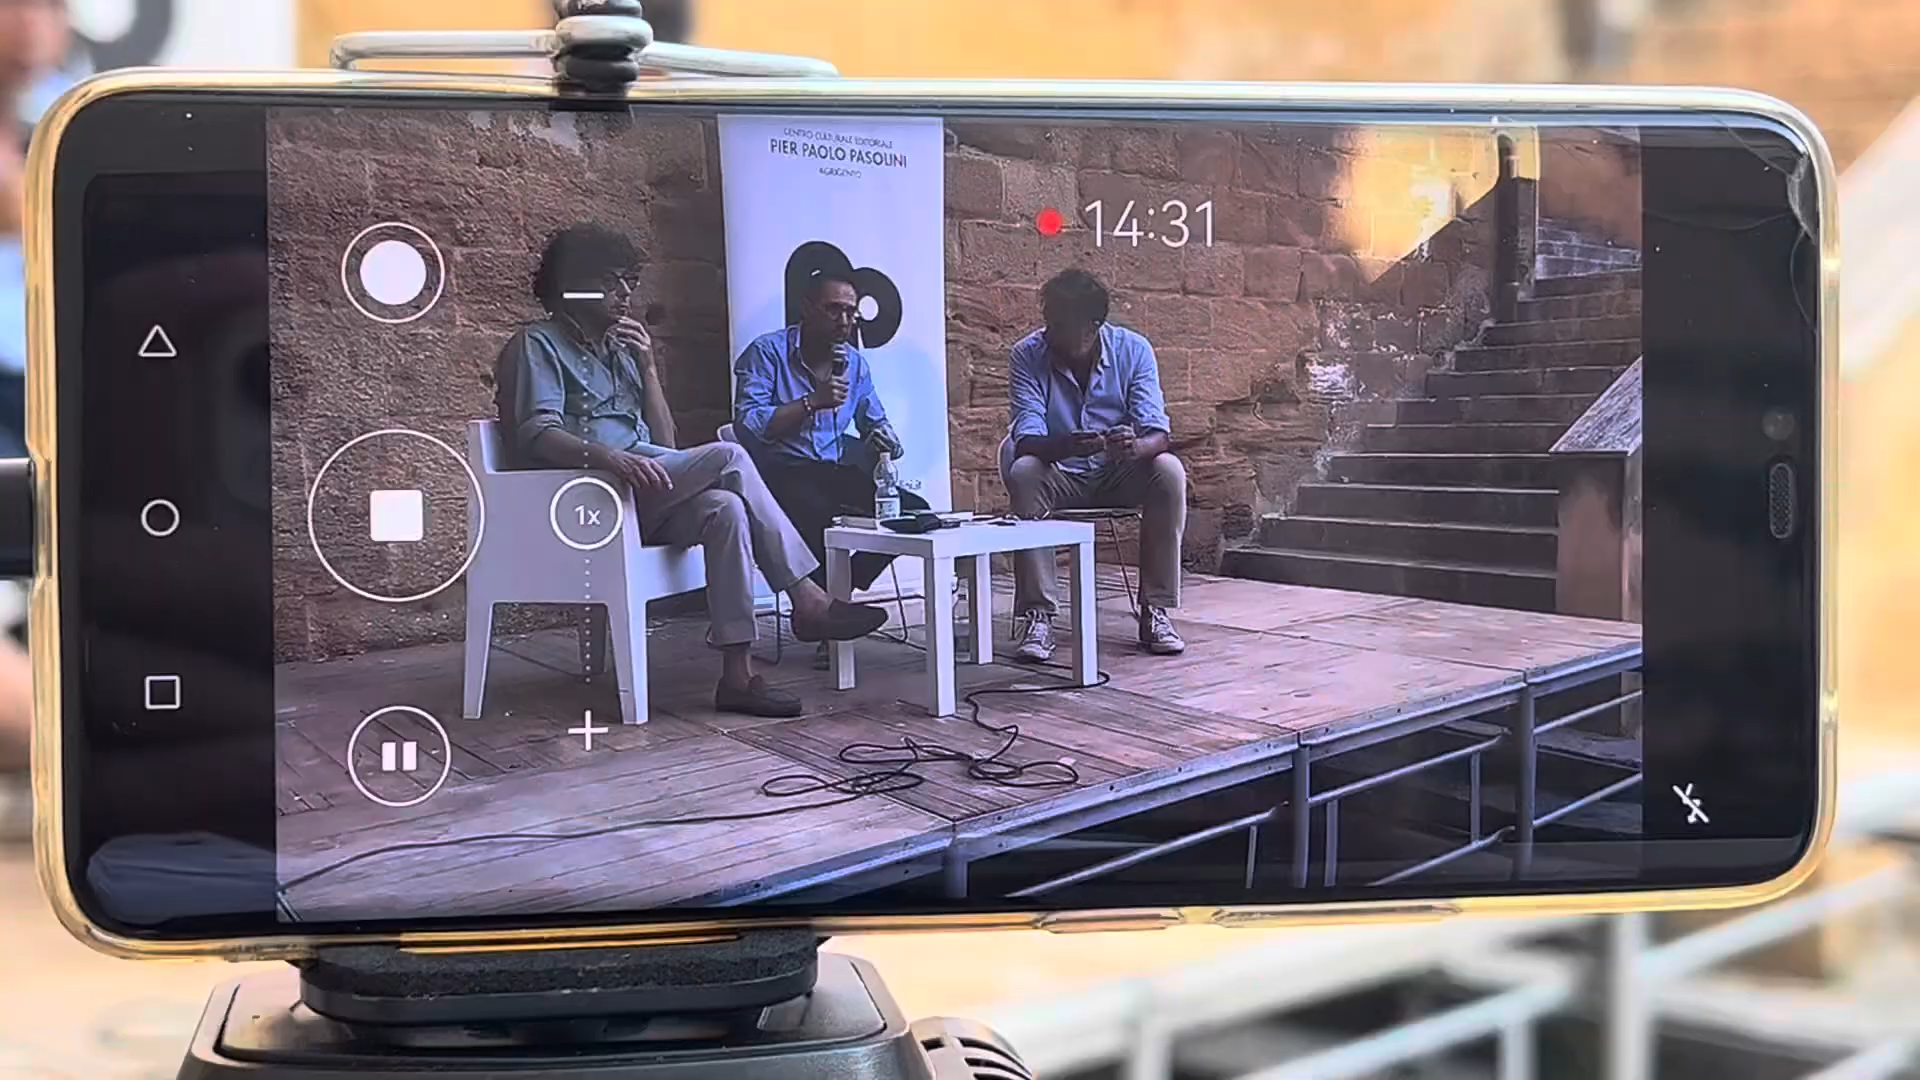 CENTRO CULTURALE EDITORIALE
PIER PAOLO PASOLINI
AGRIGENTO
14:31
1x